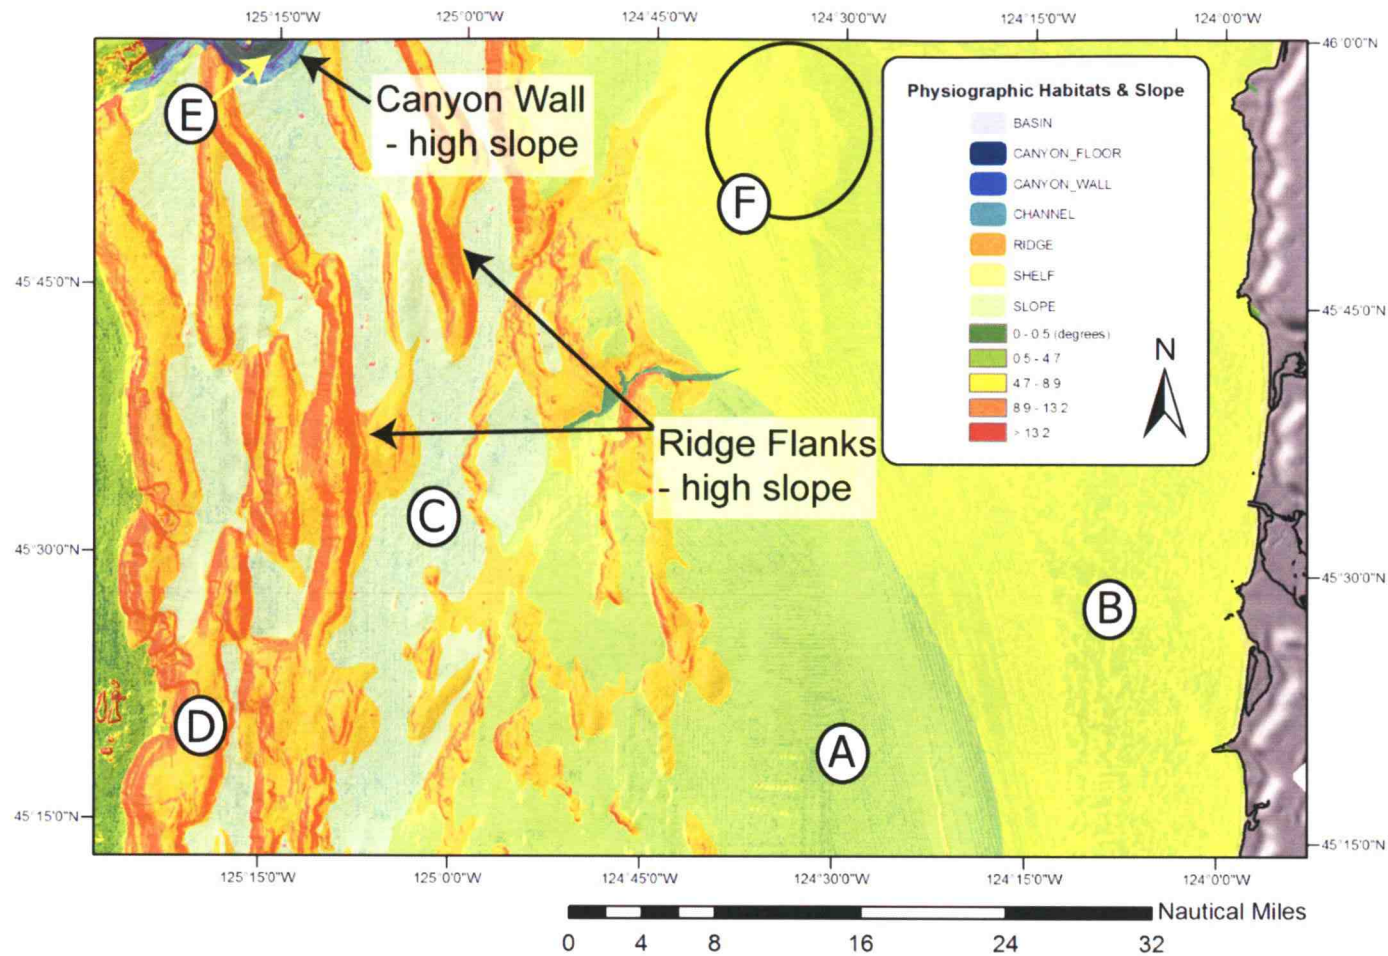 125°15'0"W 125°0'0"W 124°45'0"W 124°30'0"W 124°15'0"W 124°0'0"W
46°0'0"N
E
Canyon Wall
- high slope
F
Physiographic Habitats & Slope
BASIN
CANYON_FLOOR
CANYON_WALL
CHANNEL
RIDGE
SHELF
SLOPE
0 - 0.5 (degrees)
0.5 - 4.7
4.7 - 8.9
8.9 - 13.2
> 13.2
N
45°45'0"N
45°45'0"N
Ridge Flanks
- high slope
C
45°30'0"N
45°30'0"N
B
D
A
45°15'0"N
45°15'0"N
125°15'0"W 125°0'0"W 124°45'0"W 124°30'0"W 124°15'0"W 124°0'0"W
Nautical Miles
0 4 8 16 24 32